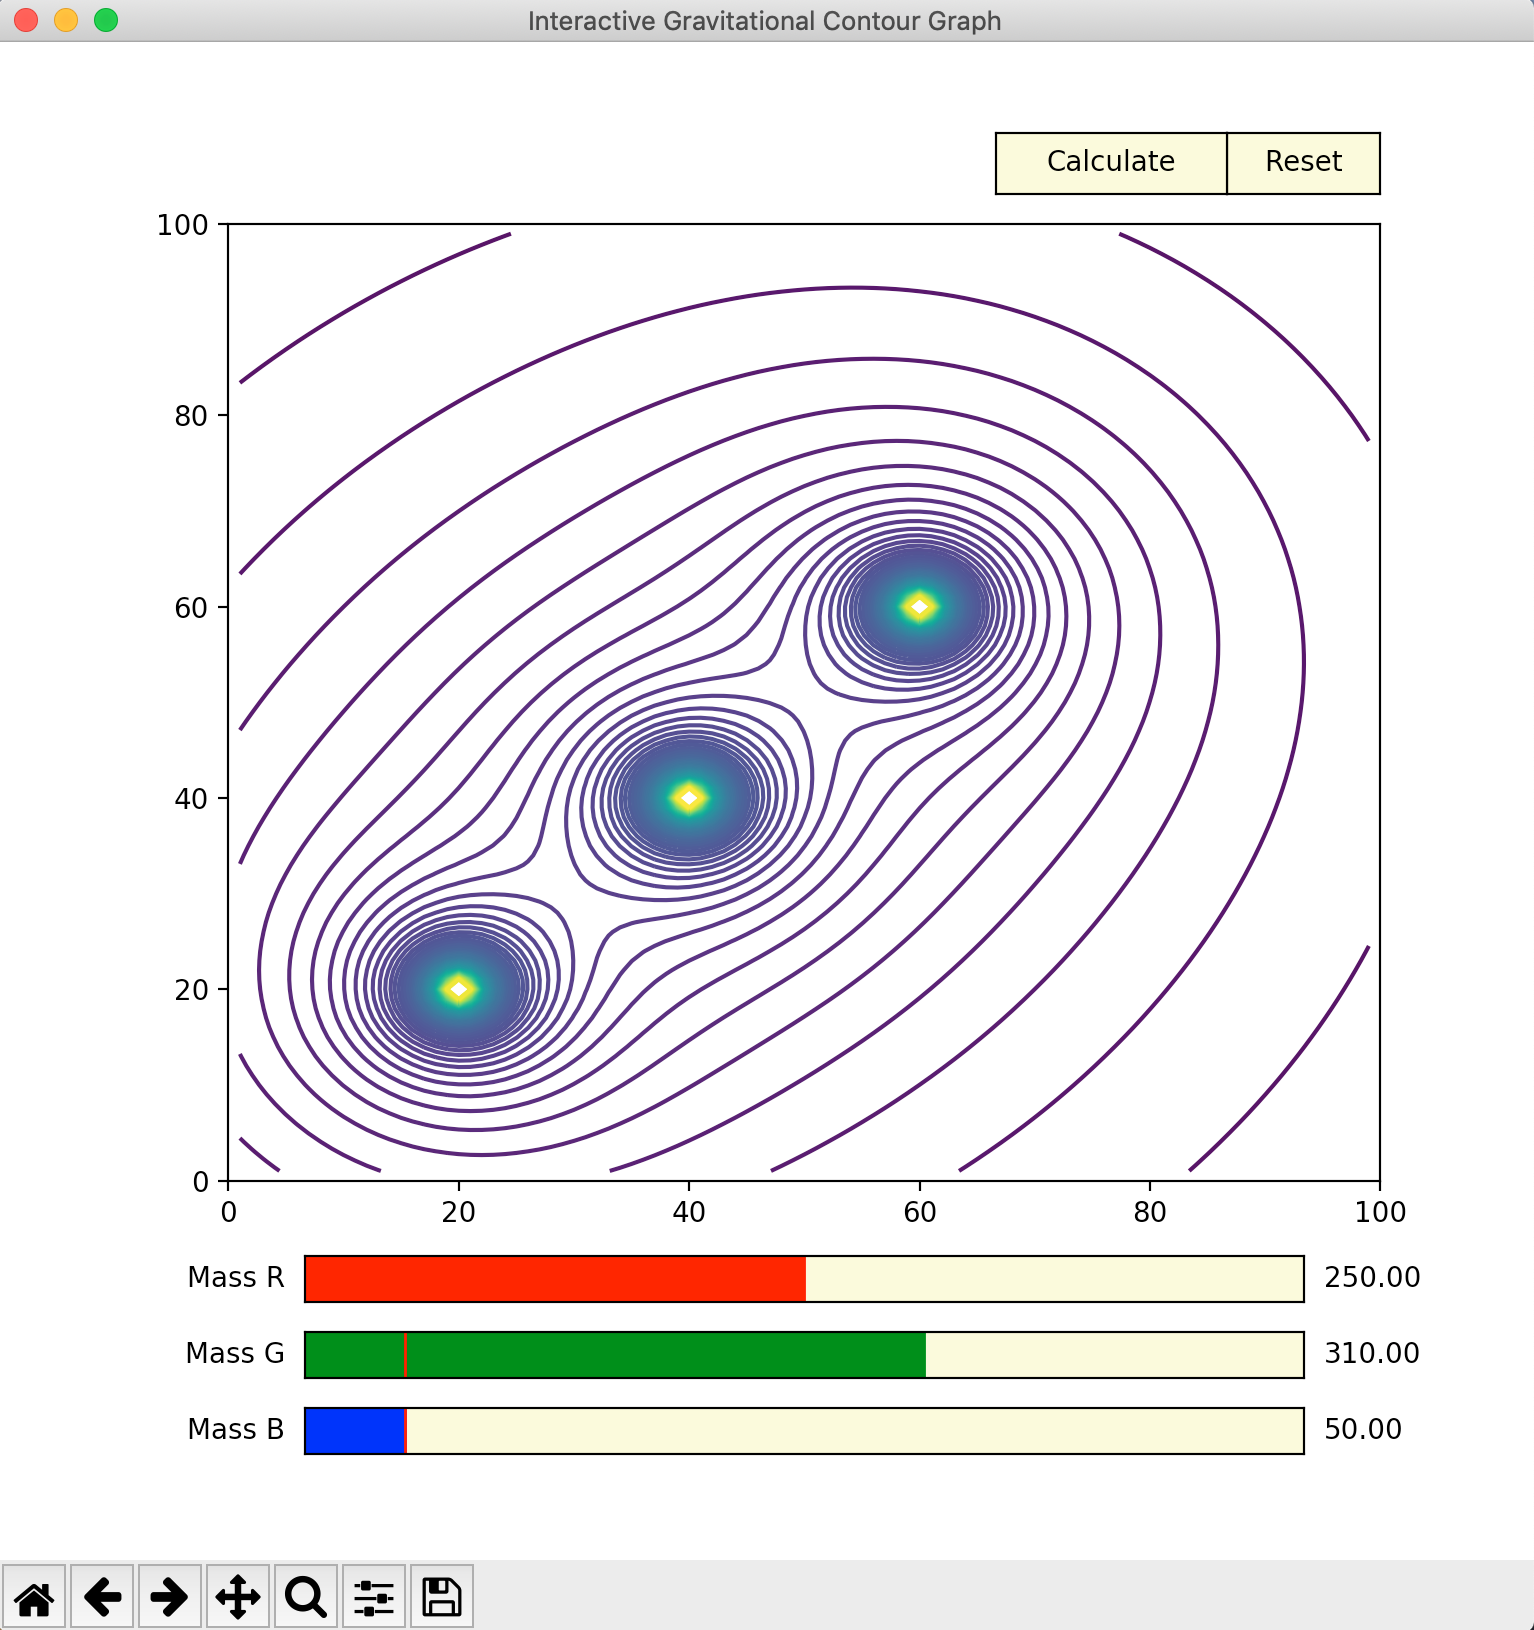 Interactive Gravitational Contour Graph
Calculate Reset
100
80
60
40
20
0
0 20 40 60 80 100
Mass R 250.00
Mass G 310.00
Mass B 50.00